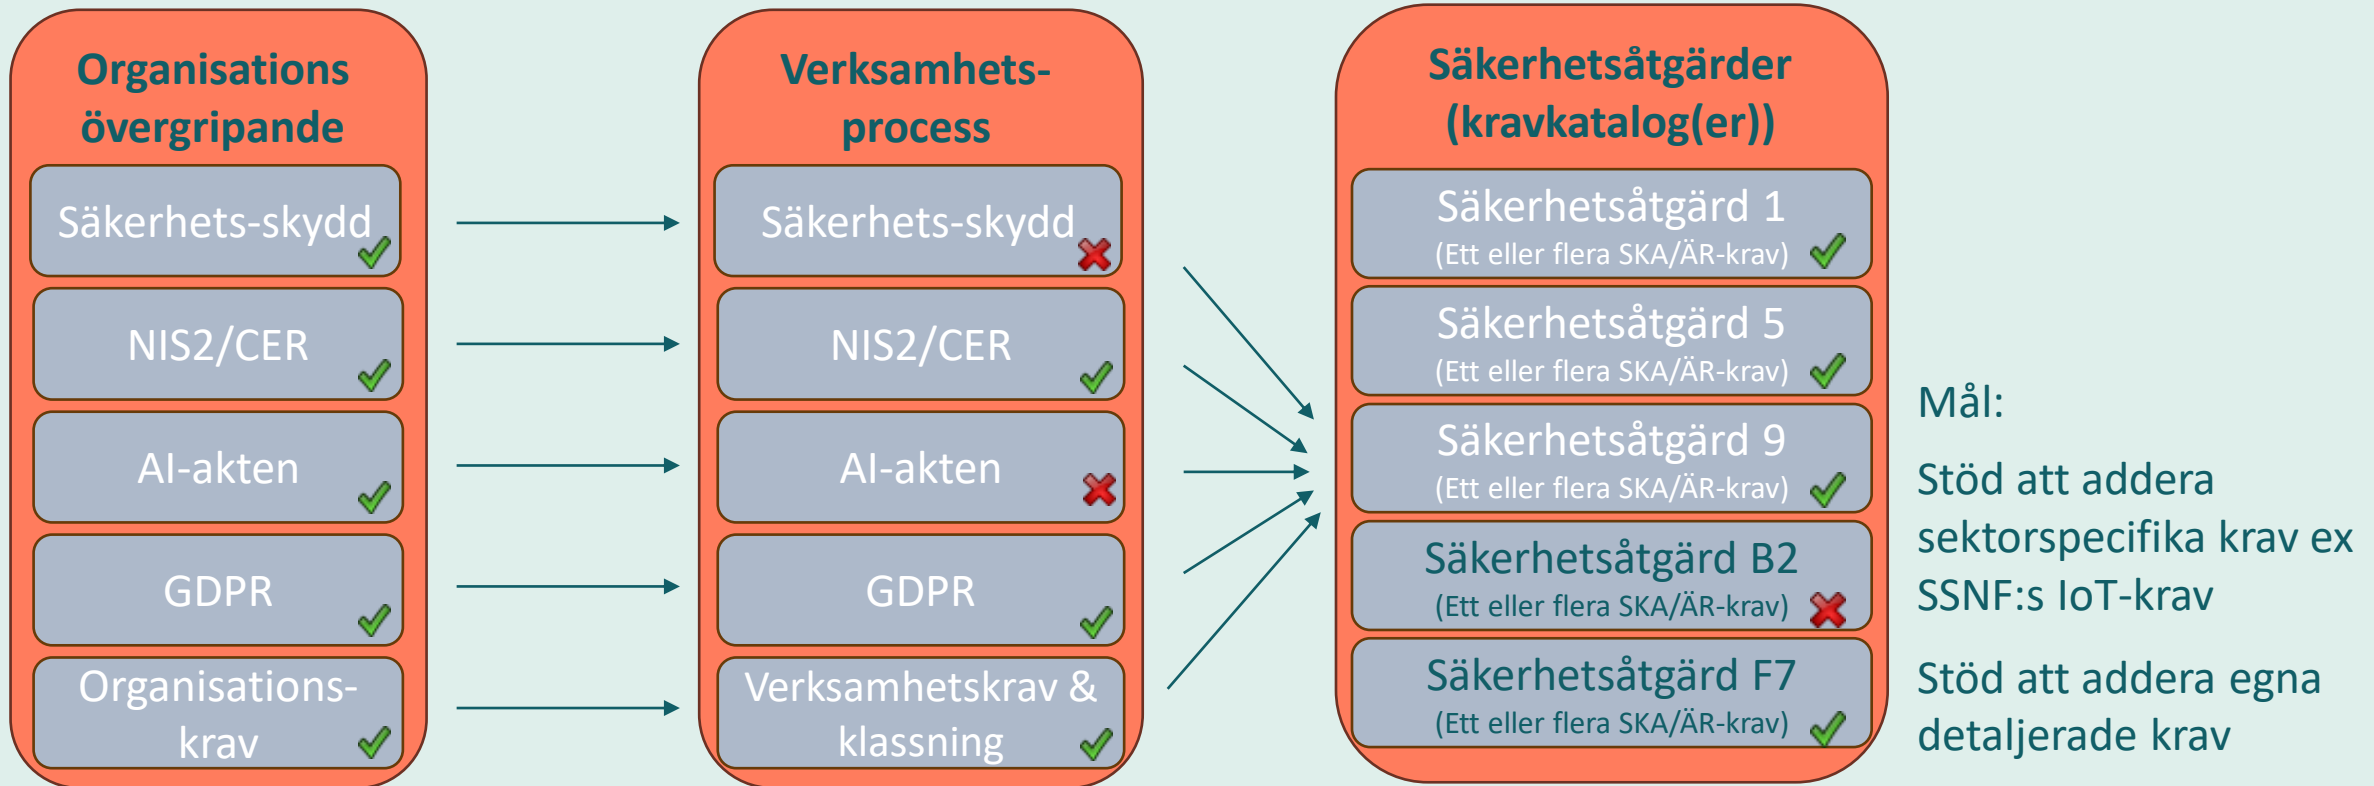 Organisations
övergripande
Säkerhets-skydd
NIS2/CER
AI-akten
GDPR
Organisations-
krav
Verksamhets-
process
Säkerhets-skydd
NIS2/CER
AI-akten
GDPR
Verksamhetskrav &
klassning
Säkerhetsåtgärder
(kravkatalog(er))
Säkerhetsåtgärd 1
(Ett eller flera SKA/ÄR-krav)
Säkerhetsåtgärd 5
(Ett eller flera SKA/ÄR-krav)
Säkerhetsåtgärd 9
(Ett eller flera SKA/ÄR-krav)
Säkerhetsåtgärd B2
(Ett eller flera SKA/ÄR-krav)
Säkerhetsåtgärd F7
(Ett eller flera SKA/ÄR-krav)
Mål:
Stöd att addera
sektorspecifika krav ex
SSNF:s IoT-krav
Stöd att addera egna
detaljerade krav